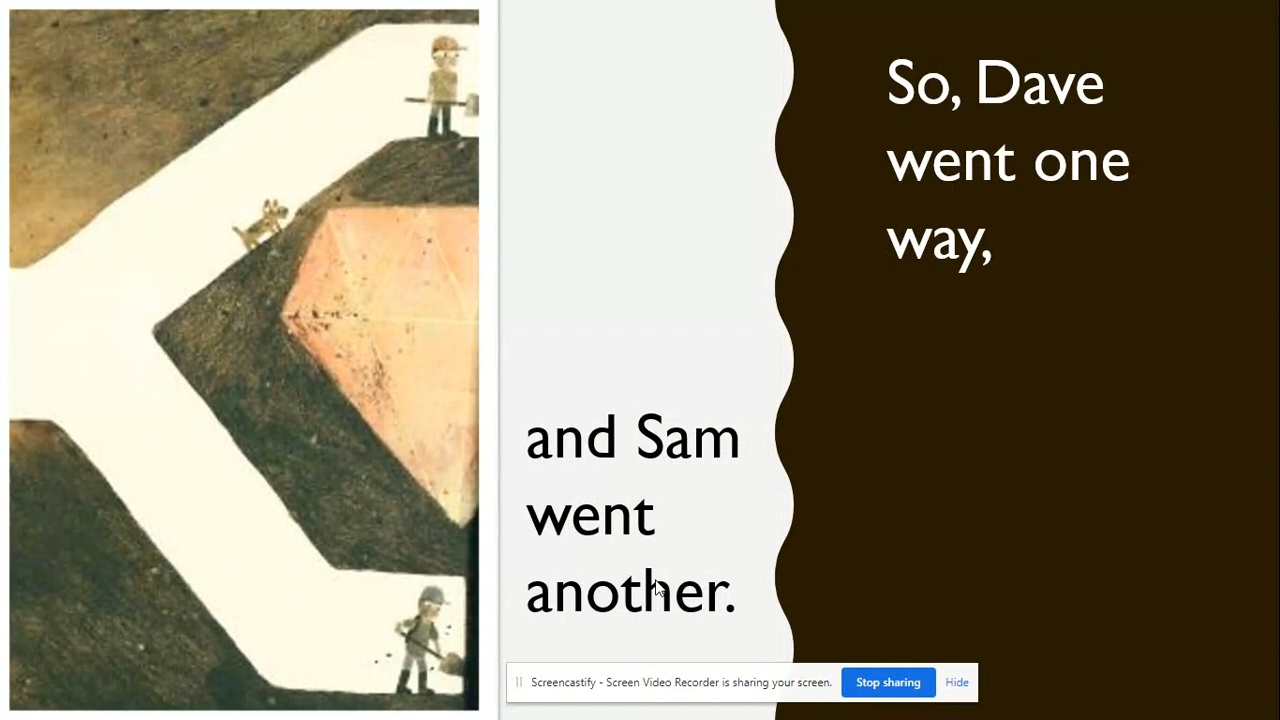 So, Dave
went one
way,
and Sam
went
another.
Screencastify - Screen Video Recorder is sharing your screen.
Stop sharing
Hide